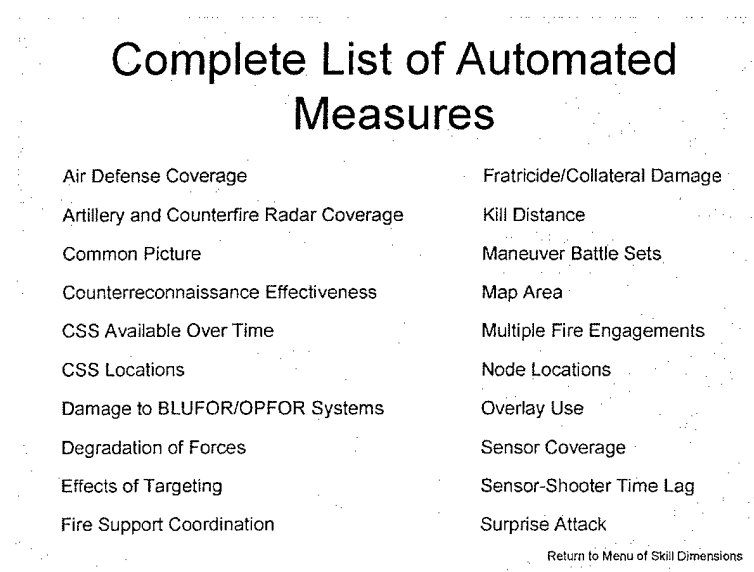 Complete List of Automated
Measures
Air Defense Coverage
Artillery and Counterfire Radar Coverage
Common Picture
Counterreconnaissance Effectiveness
CSS Available Over Time
CSS Locations
Damage to BLUFOR/OPFOR Systems
Degradation of Forces
Effects of Targeting
Fire Support Coordination
Fratricide/Collateral Damage
Kill Distance
Maneuver Battle Sets
Map Area
Multiple Fire Engagements
Node Locations
Overlay Use
Sensor Coverage
Sensor-Shooter Time Lag
Surprise Attack
Return to Menu of Skill Dimensions